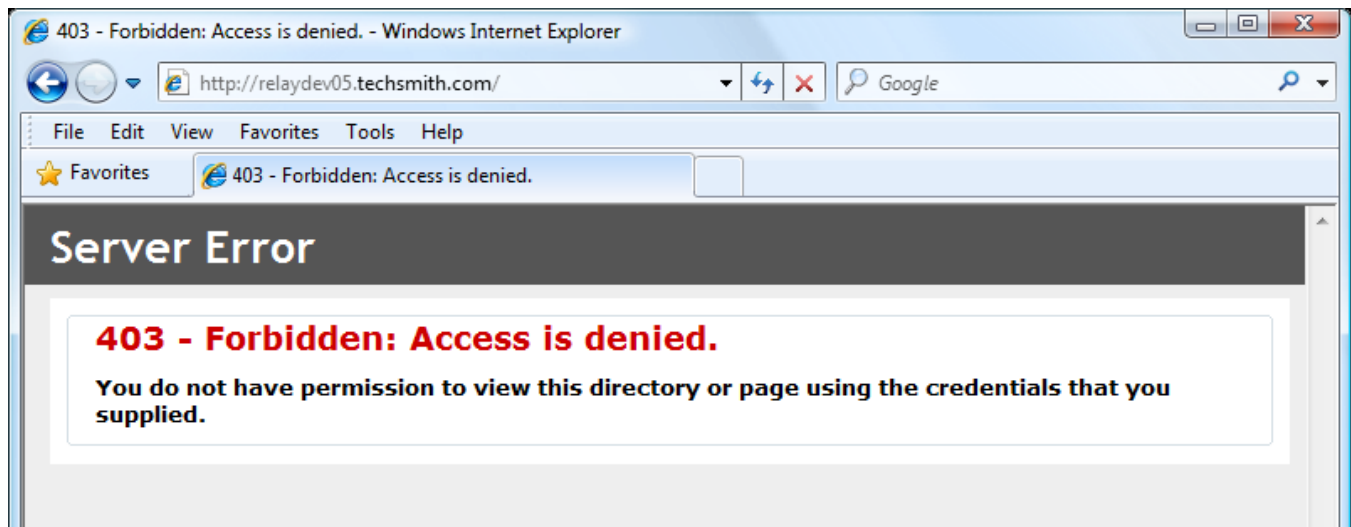 403 - Forbidden: Access is denied. - Windows Internet Explorer
http://relaydev05.techsmith.com/
Google
File Edit View Favorites Tools Help
Favorites
403 - Forbidden: Access is denied.
Server Error
403 - Forbidden: Access is denied.
You do not have permission to view this directory or page using the credentials that you
supplied.